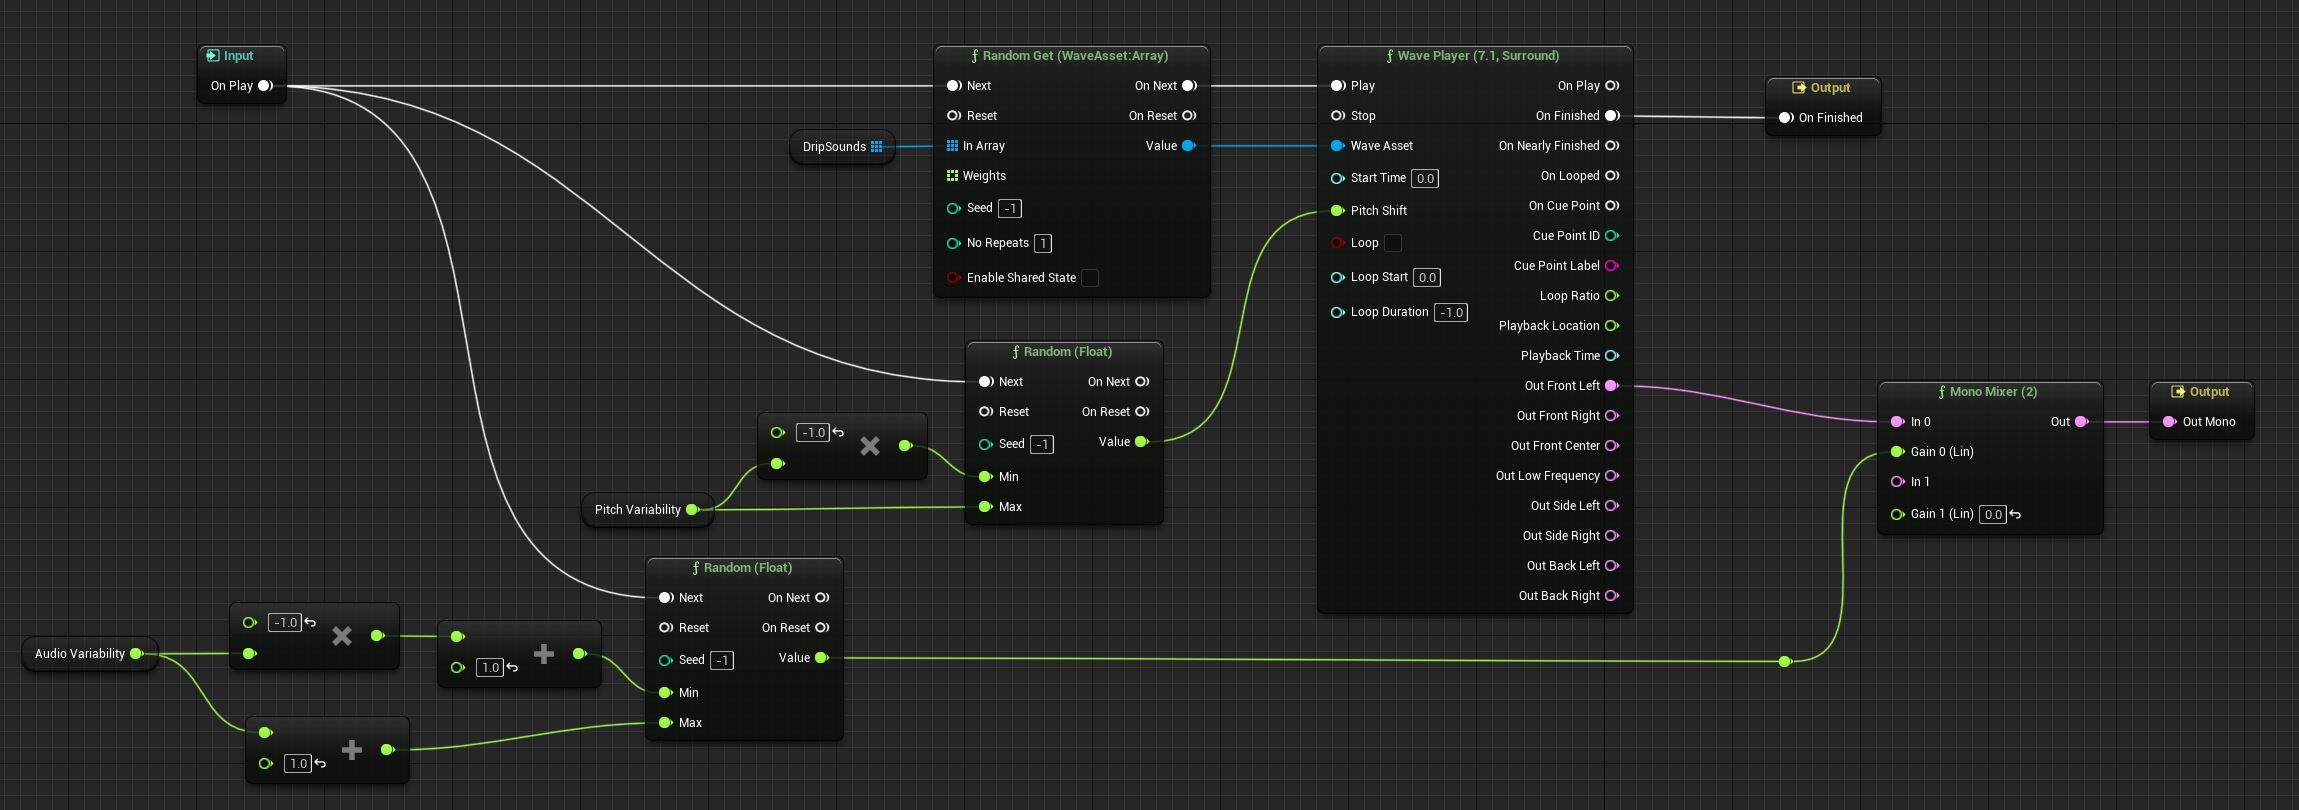 Input
On Play
Random Get (WaveAsset:Array)
Next
On Next
Reset
On Reset
In Array
Value
Weights
Seed -1
No Repeats 1
Enable Shared State
DripSounds
Wave Player (7.1, Surround)
Play
On Play
Stop
On Finished
Wave Asset
On Nearly Finished
Start Time 0.0
On Looped
Pitch Shift
On Cue Point
Loop
Cue Point ID
Loop Start 0.0
Cue Point Label
Loop Duration -1.0
Loop Ratio
Playback Location
Playback Time
Out Front Left
Out Front Right
Out Front Center
Out Low Frequency
Out Side Left
Out Side Right
Out Back Left
Out Back Right
Output
On Finished
Random (Float)
Next
On Next
Reset
On Reset
Seed -1
Value
Min
Max
-1.0
Pitch Variability
Mono Mixer (2)
In 0
Out
Gain 0 (Lin)
In 1
Gain 1 (Lin) 0.0
Output
Out Mono
Random (Float)
Next
On Next
Reset
On Reset
Seed -1
Value
Min
Max
Audio Variability
-1.0
1.0
1.0